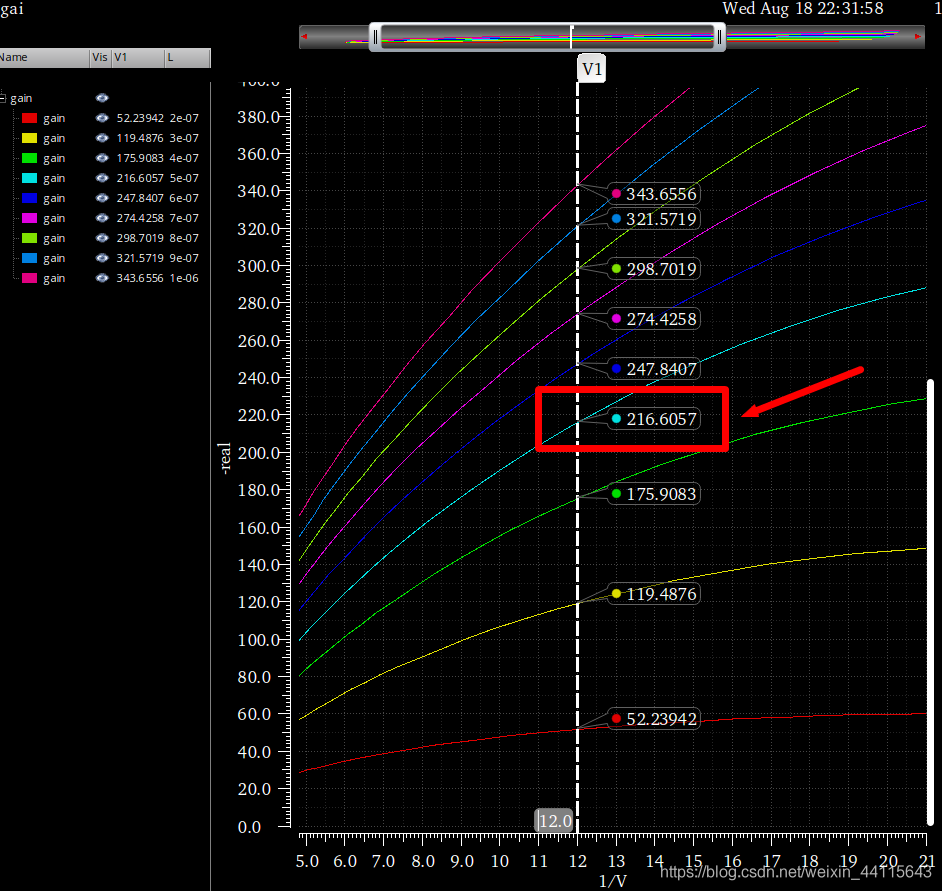 gai
Wed Aug 18 22:31:58
1
Name Vis V1 L
gain
gain 52.23942 2e-07
gain 119.4876 3e-07
gain 175.9083 4e-07
gain 216.6057 5e-07
gain 247.8407 6e-07
gain 274.4258 7e-07
gain 298.7019 8e-07
gain 321.5719 9e-07
gain 343.6556 1e-06
V1
400.0
380.0
360.0
340.0
320.0
300.0
280.0
260.0
240.0
220.0
200.0
180.0
160.0
140.0
120.0
100.0
80.0
60.0
40.0
20.0
0.0
-real
343.6556
321.5719
298.7019
274.4258
247.8407
216.6057
175.9083
119.4876
52.23942
12.0
5.0 6.0 7.0 8.0 9.0 10 11 12 13 14 15 16 17 18 19 20 21
1/V
https://blog.csdn.net/weixin_44115643